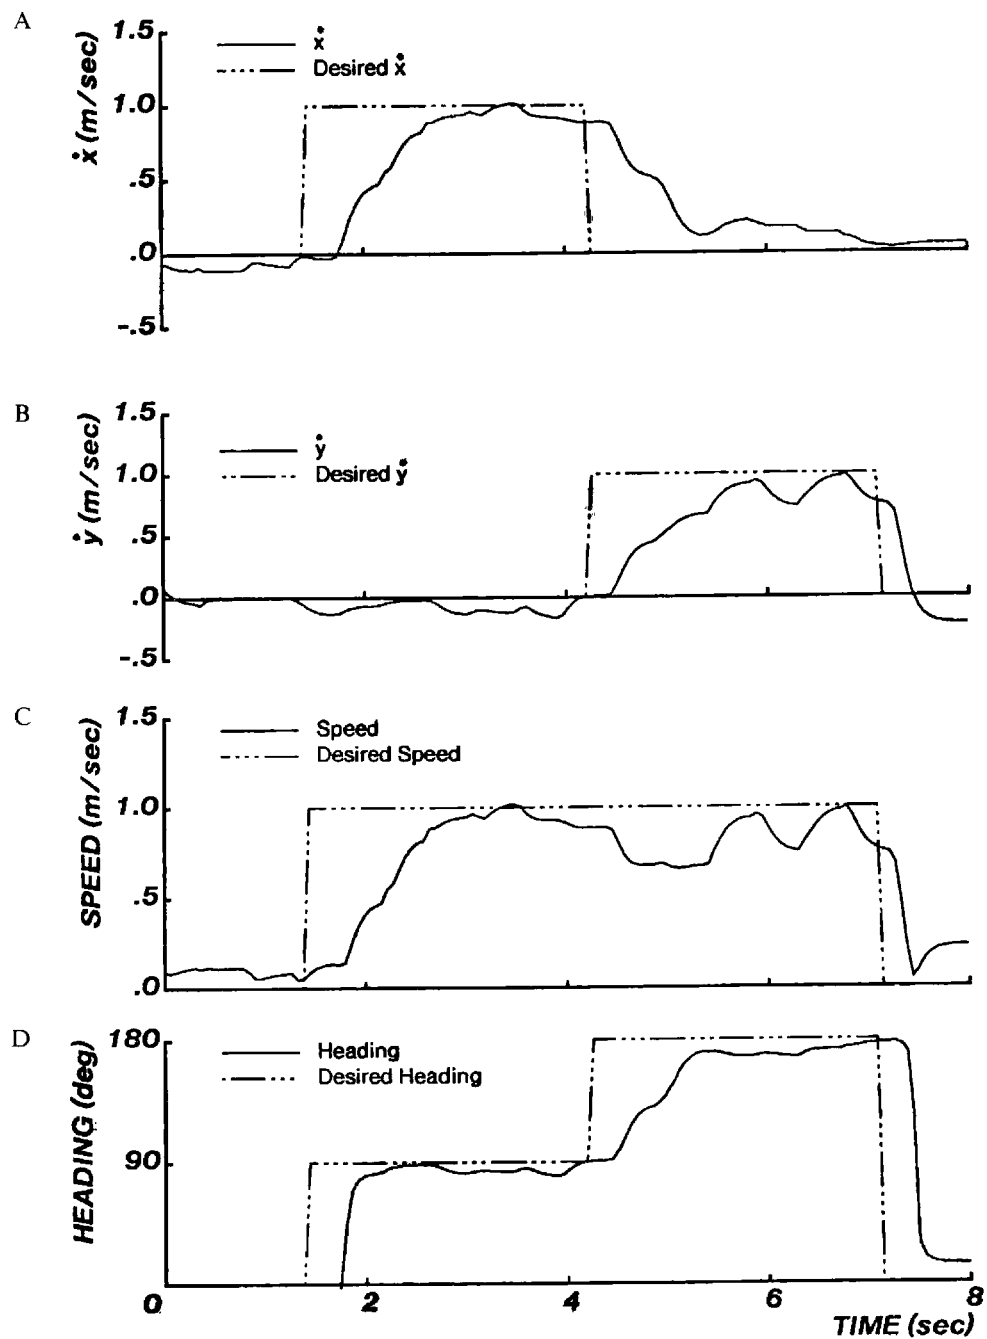 A
1.5
1.0
.5
.0
-.5
ẋ (m/sec)
ẋ
Desired ẋ
B
1.5
1.0
.5
.0
-.5
ẏ (m/sec)
ẏ
Desired ẏ
C
1.5
1.0
.5
.0
SPEED (m/sec)
Speed
Desired Speed
D
180
90
HEADING (deg)
Heading
Desired Heading
0 2 4 6 8
TIME (sec)